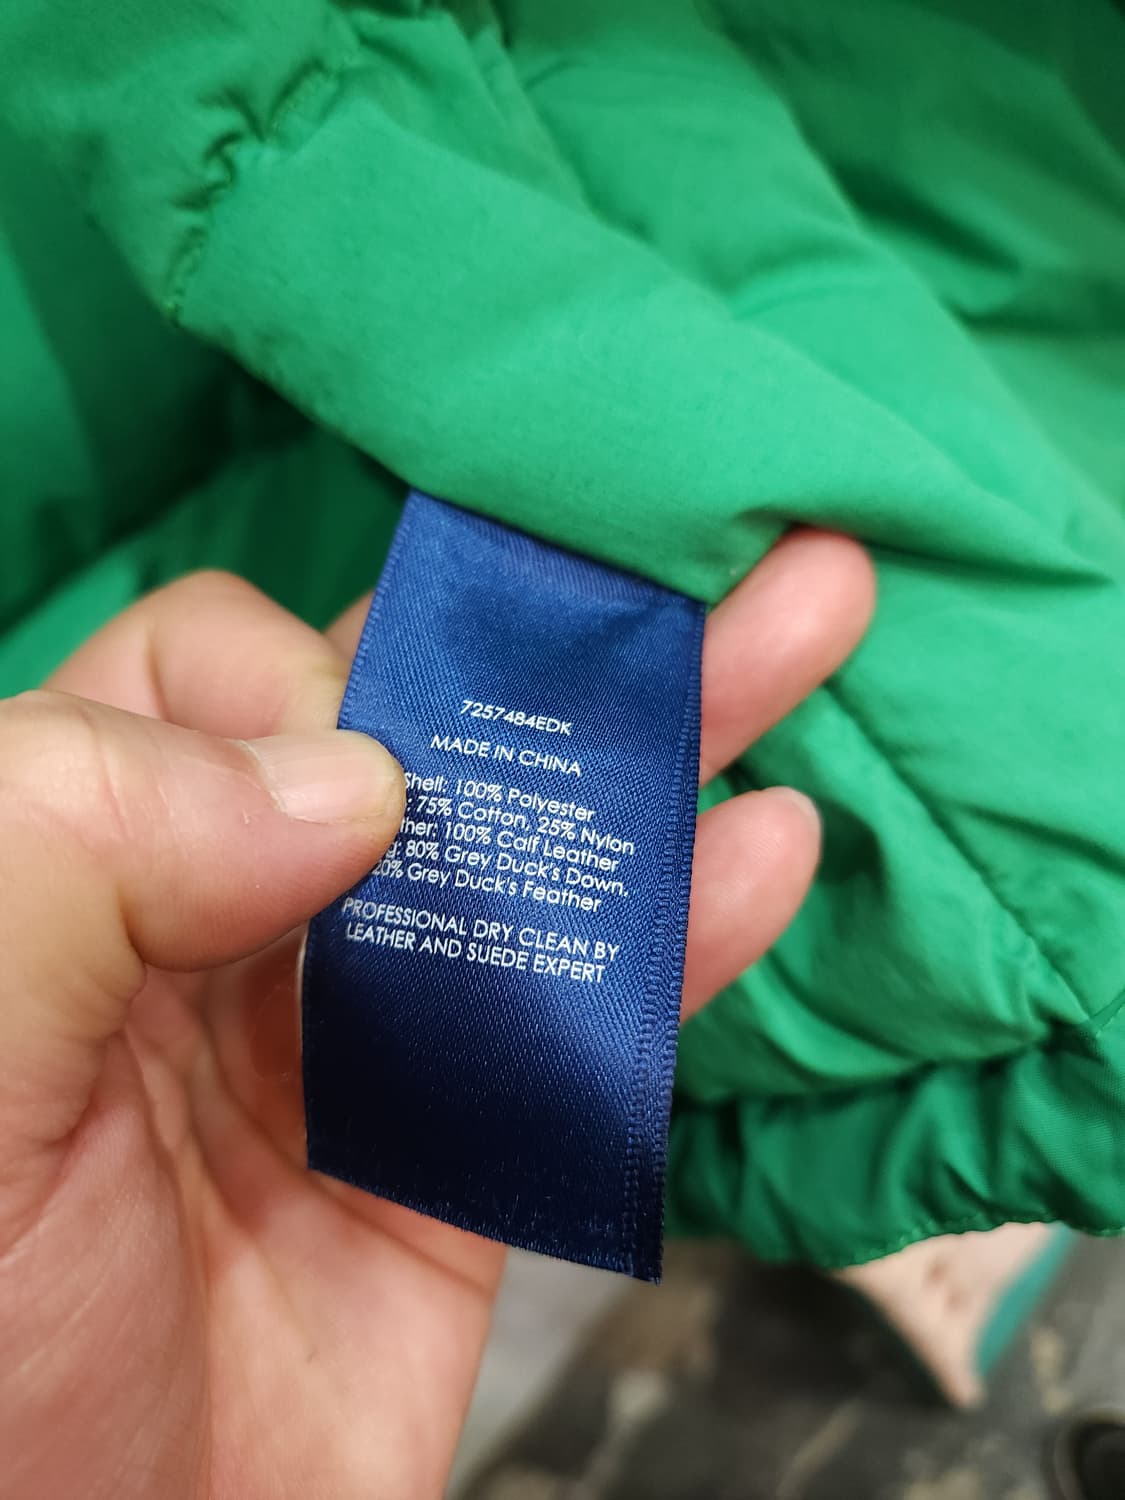 7257484EDK
MADE IN CHINA
Shell: 100% Polyester
: 75% Cotton, 25% Nylon
100% Calf Leather
80% Grey Duck's Down,
20% Grey Duck's Feather
PROFESSIONAL DRY CLEAN BY
LEATHER AND SUEDE EXPERT